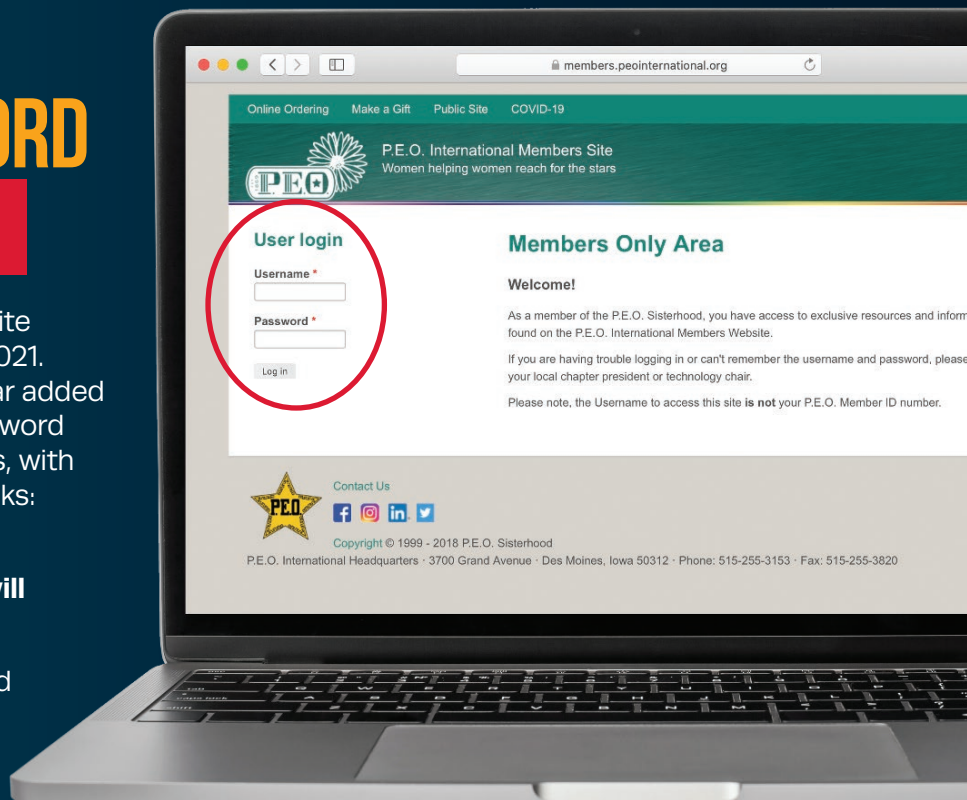 ORD
ite
021.
ar added
word
s, with
ks:
ill
d
members.peointernational.org
Online Ordering Make a Gift Public Site COVID-19
PEO
P.E.O. International Members Site
Women helping women reach for the stars
User login
Username *
Password *
Log in
Members Only Area
Welcome!
As a member of the P.E.O. Sisterhood, you have access to exclusive resources and inform
found on the P.E.O. International Members Website.
If you are having trouble logging in or can't remember the username and password, please
your local chapter president or technology chair.
Please note, the Username to access this site is not your P.E.O. Member ID number.
P.E.O.
Contact Us
Copyright © 1999 - 2018 P.E.O. Sisterhood
P.E.O. International Headquarters · 3700 Grand Avenue · Des Moines, Iowa 50312 · Phone: 515-255-3153 · Fax: 515-255-3820
tab Q W E R T Y U
caps lock A S D F G H J K L
shift C V B N M